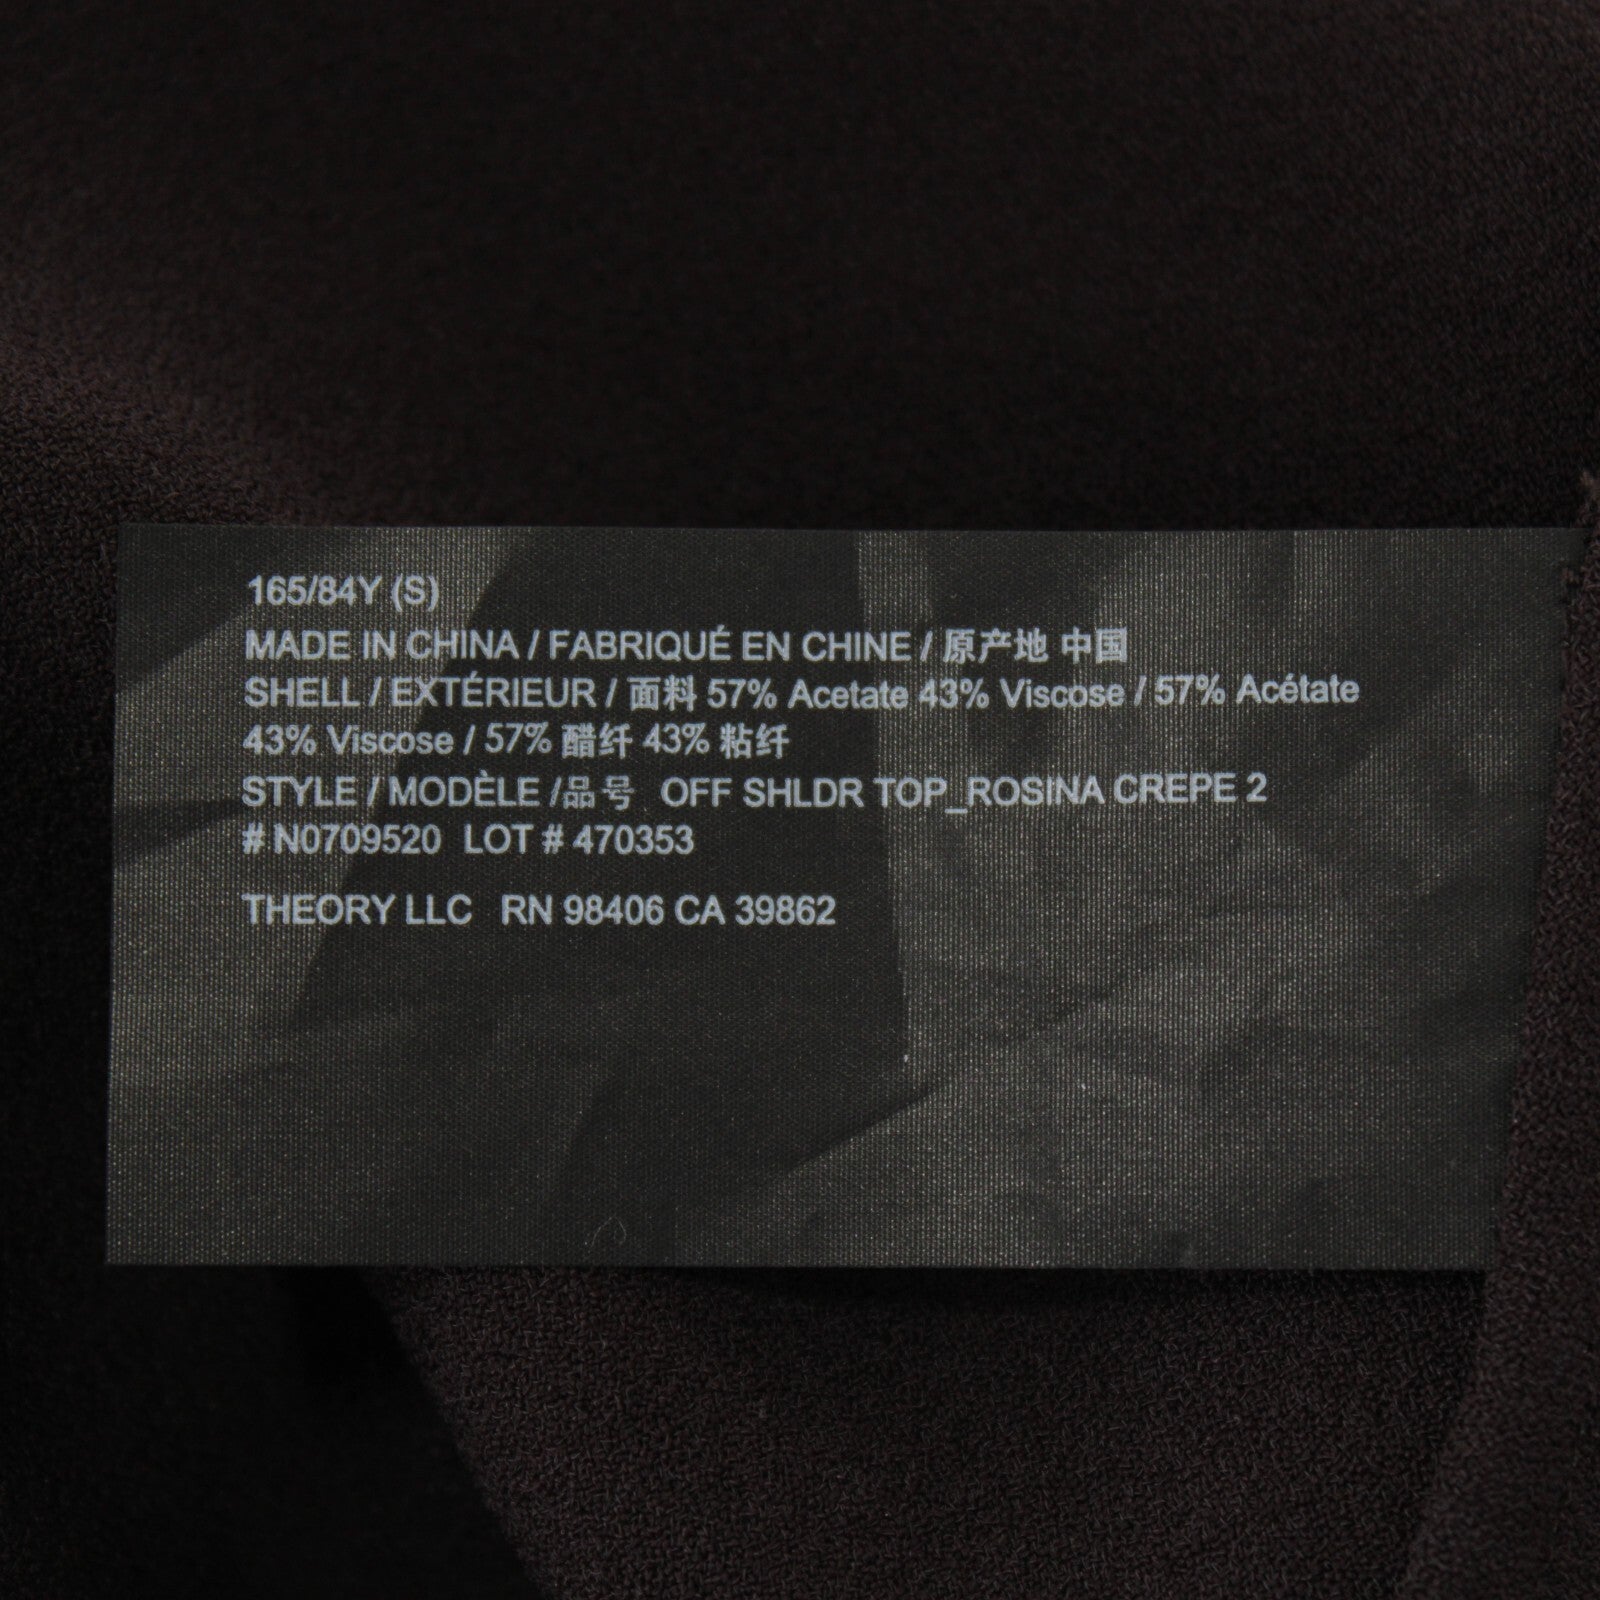 165/84Y (S)
MADE IN CHINA / FABRIQUÉ EN CHINE / 原产地 中国
SHELL / EXTÉRIEUR / 面料 57% Acetate 43% Viscose / 57% Acétate
43% Viscose / 57% 醋纤 43% 粘纤
STYLE / MODÈLE /品号 OFF SHLDR TOP_ROSINA CREPE 2
# N0709520 LOT # 470353
THEORY LLC RN 98406 CA 39862